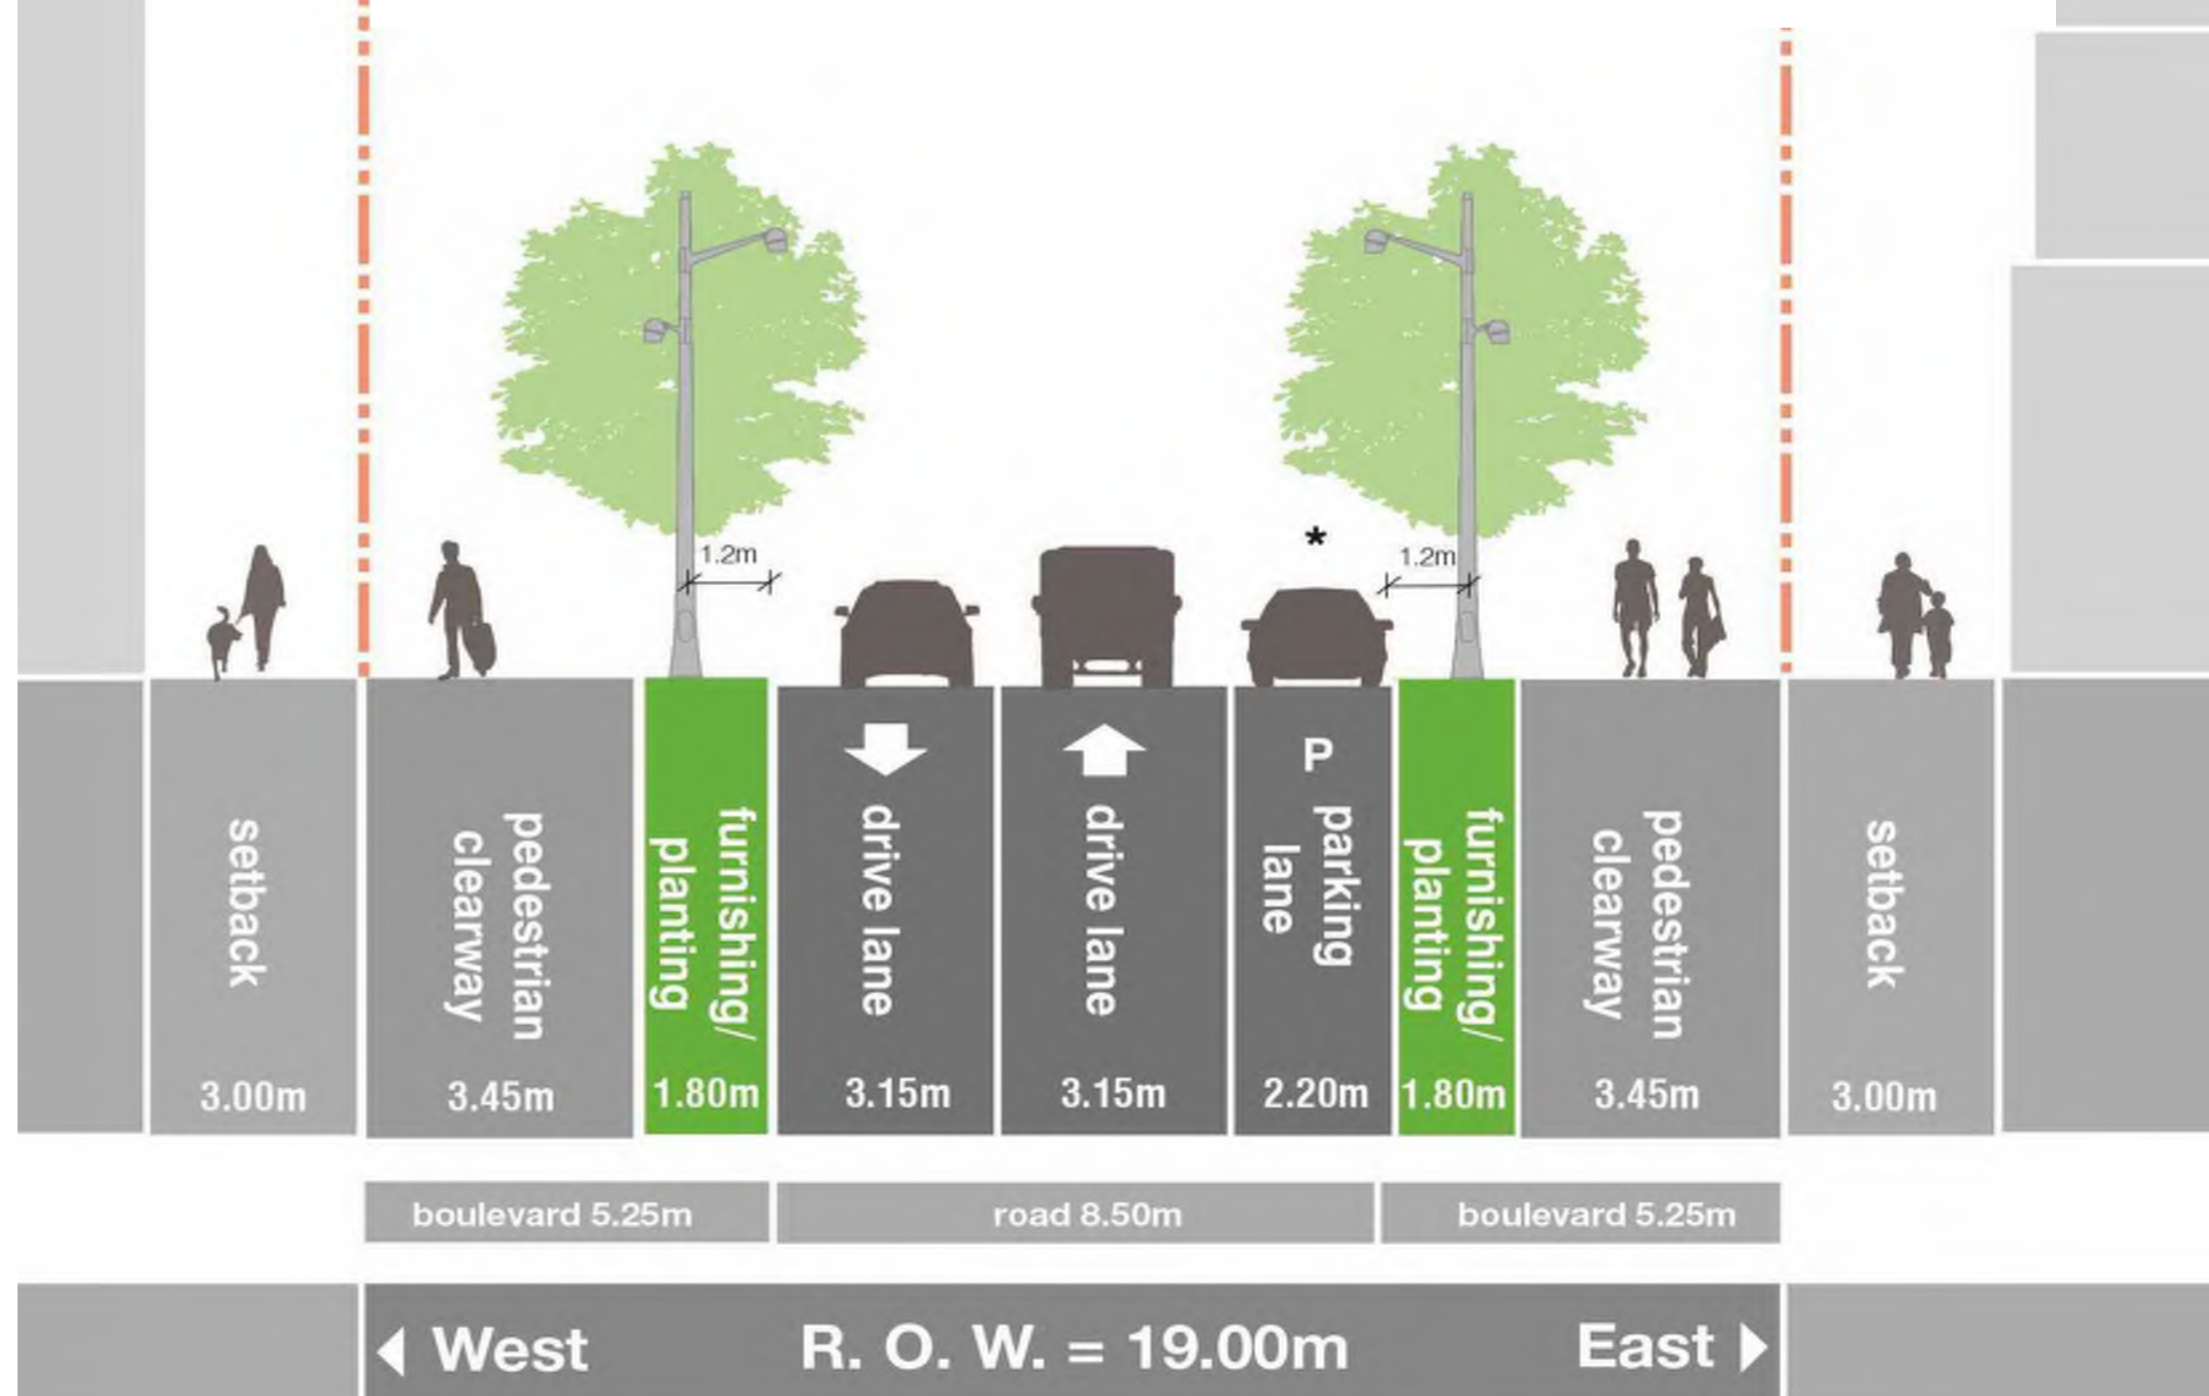 1.2m
*
1.2m
P
setback
pedestrian
clearway
furnishing/
planting
drive lane
drive lane
parking
lane
furnishing/
planting
pedestrian
clearway
setback
3.00m
3.45m
1.80m
3.15m
3.15m
2.20m
1.80m
3.45m
3.00m
boulevard 5.25m
road 8.50m
boulevard 5.25m
West
R. O. W. = 19.00m
East